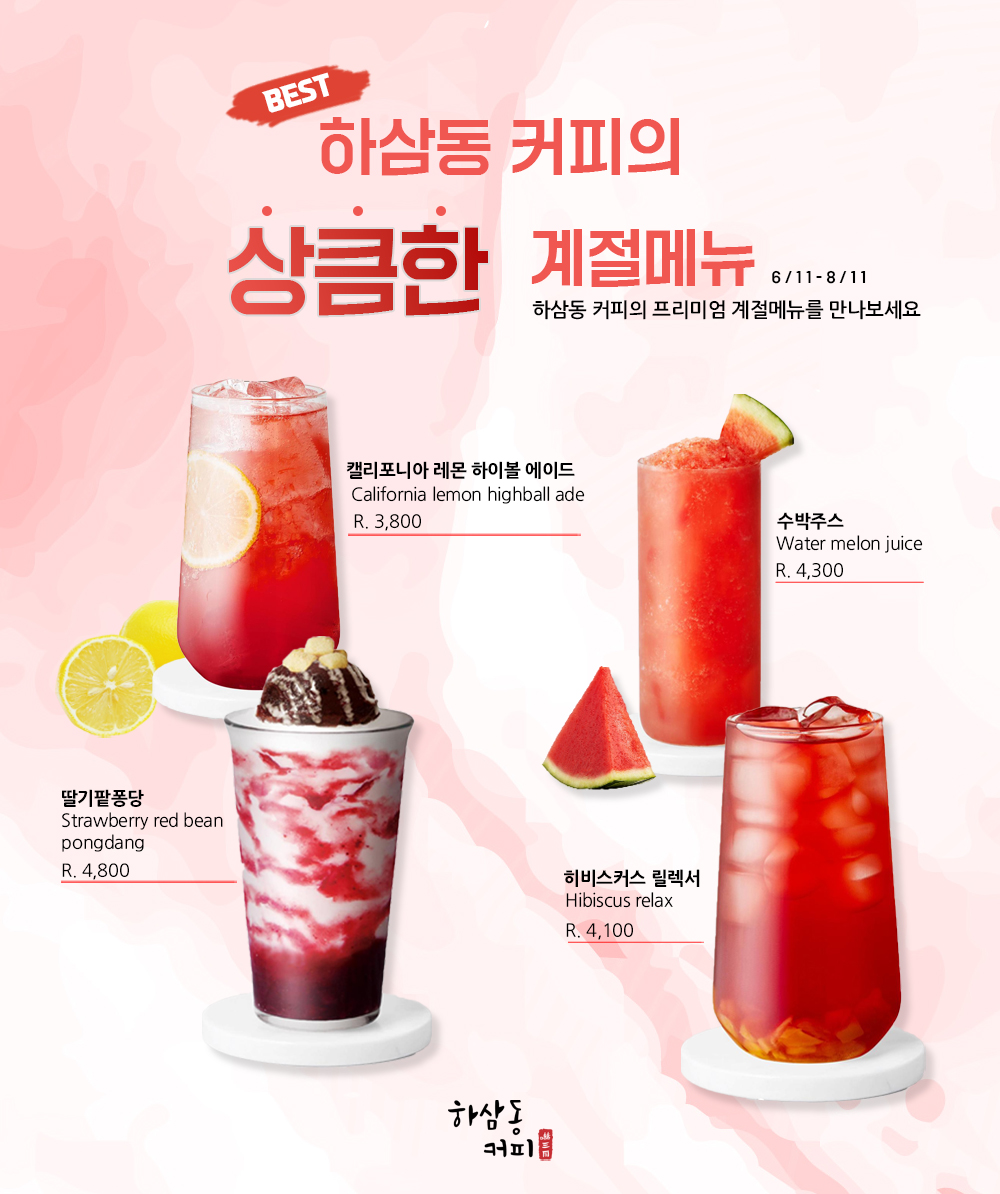 BEST
하삼동 커피의
상큼한 계절메뉴 6/11-8/11
하삼동 커피의 프리미엄 계절메뉴를 만나보세요
캘리포니아 레몬 하이볼 에이드
California lemon highball ade
R. 3,800
수박주스
Water melon juice
R. 4,300
딸기팥퐁당
Strawberry red bean
pongdang
R. 4,800
히비스커스 릴렉서
Hibiscus relax
R. 4,100
하삼동
커피